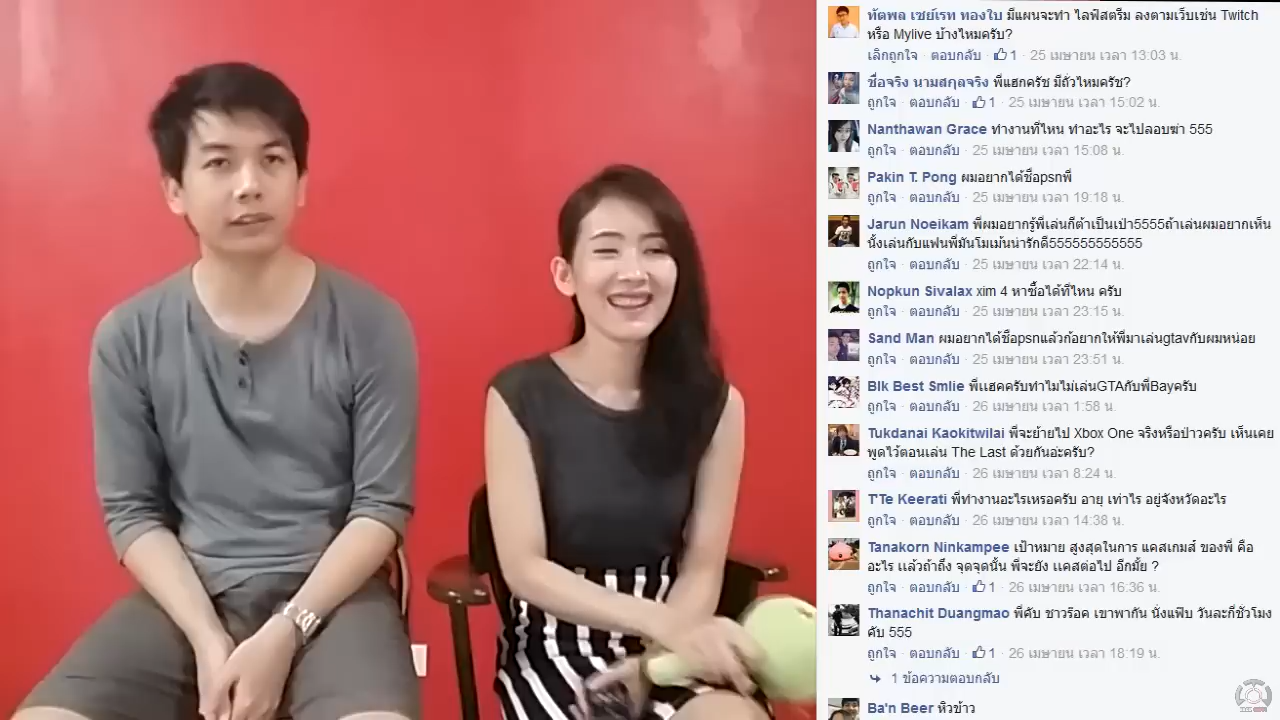 ทัตพล เชย์เรท ทองใบ มีแผนจะทำ ไลฟ์สตรีม ลงตามเว็บเช่น Twitch
หรือ Mylive บ้างไหมครับ?
เลิกถูกใจ · ตอบกลับ · 1 · 25 เมษายน เวลา 13:03 น.
ชื่อจริง นามสกุลจริง พี่แฮกครัช มีถั่วไหมครัช?
ถูกใจ · ตอบกลับ · 1 · 25 เมษายน เวลา 15:02 น.
Nanthawan Grace ทำงานที่ไหน ทำอะไร จะไปลอบฆ่า 555
ถูกใจ · ตอบกลับ · 25 เมษายน เวลา 15:08 น.
Pakin T. Pong ผมอยากได้ชื่อpsnพี่
ถูกใจ · ตอบกลับ · 25 เมษายน เวลา 19:18 น.
Jarun Noeikam พี่ผมอยากรู้พี่เล่นกีต้าเป็นเป่า5555ถ้าเล่นผมอยากเห็น
นั้งเล่นกับแฟนพี่มันโมเม้นน่ารักดี555555555555
ถูกใจ · ตอบกลับ · 25 เมษายน เวลา 22:14 น.
Nopkun Sivalax xim 4 หาซื้อได้ที่ไหน ครับ
ถูกใจ · ตอบกลับ · 25 เมษายน เวลา 23:15 น.
Sand Man ผมอยากได้ชื่อpsnแล้วก้อยากให้พี่มาเล่นgtavกับผมหน่อย
ถูกใจ · ตอบกลับ · 25 เมษายน เวลา 23:51 น.
Blk Best Smlie พี่แฮคครับทำไมไม่เล่นGTAกับพี่Bayครับ
ถูกใจ · ตอบกลับ · 26 เมษายน เวลา 1:58 น.
Tukdanai Kaokitwilai พี่จะย้ายไป Xbox One จริงหรือป่าวครับ เห็นเคย
พูดไว้ตอนเล่น The Last ด้วยกันอ่ะครับ?
ถูกใจ · ตอบกลับ · 26 เมษายน เวลา 8:24 น.
T'Te Keerati พี่ทำงานอะไรเหรอครับ อายุ เท่าไร อยู่จังหวัดอะไร
ถูกใจ · ตอบกลับ · 26 เมษายน เวลา 14:38 น.
Tanakorn Ninkampee เป้าหมาย สูงสุดในการ แคสเกมส์ ของพี่ คือ
อะไร แล้วถ้าถึง จุดจุดนั้น พี่จะยัง แคสต่อไป อีกมั้ย ?
ถูกใจ · ตอบกลับ · 1 · 26 เมษายน เวลา 16:36 น.
Thanachit Duangmao พี่คับ ชาวร๊อค เขาพากัน นั่งแฟ๊บ วันละกี่ชั่วโมง
คับ 555
ถูกใจ · ตอบกลับ · 1 · 26 เมษายน เวลา 18:19 น.
1 ข้อความตอบกลับ
Ba'n Beer หิวข้าว